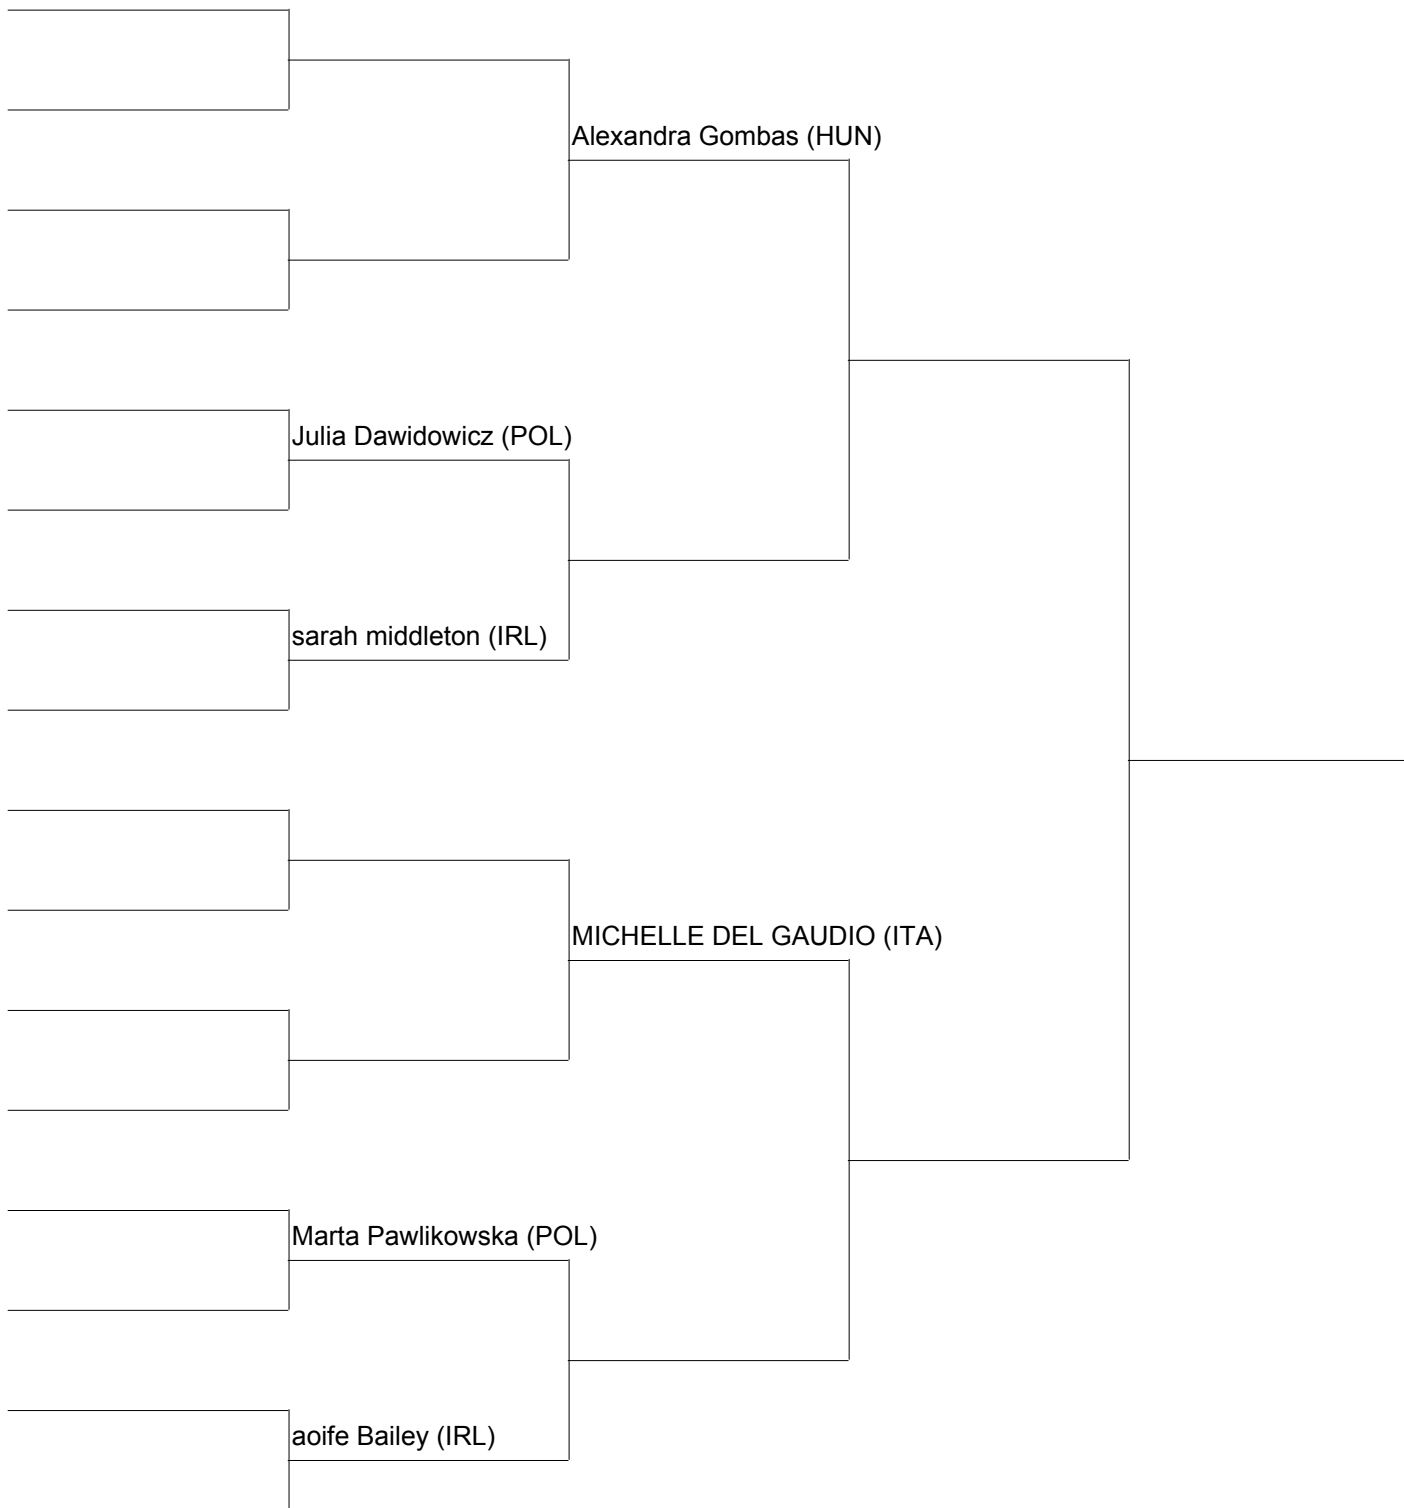 Alexandra Gombas (HUN)
Julia Dawidowicz (POL)
sarah middleton (IRL)
MICHELLE DEL GAUDIO (ITA)
Marta Pawlikowska (POL)
aoife Bailey (IRL)